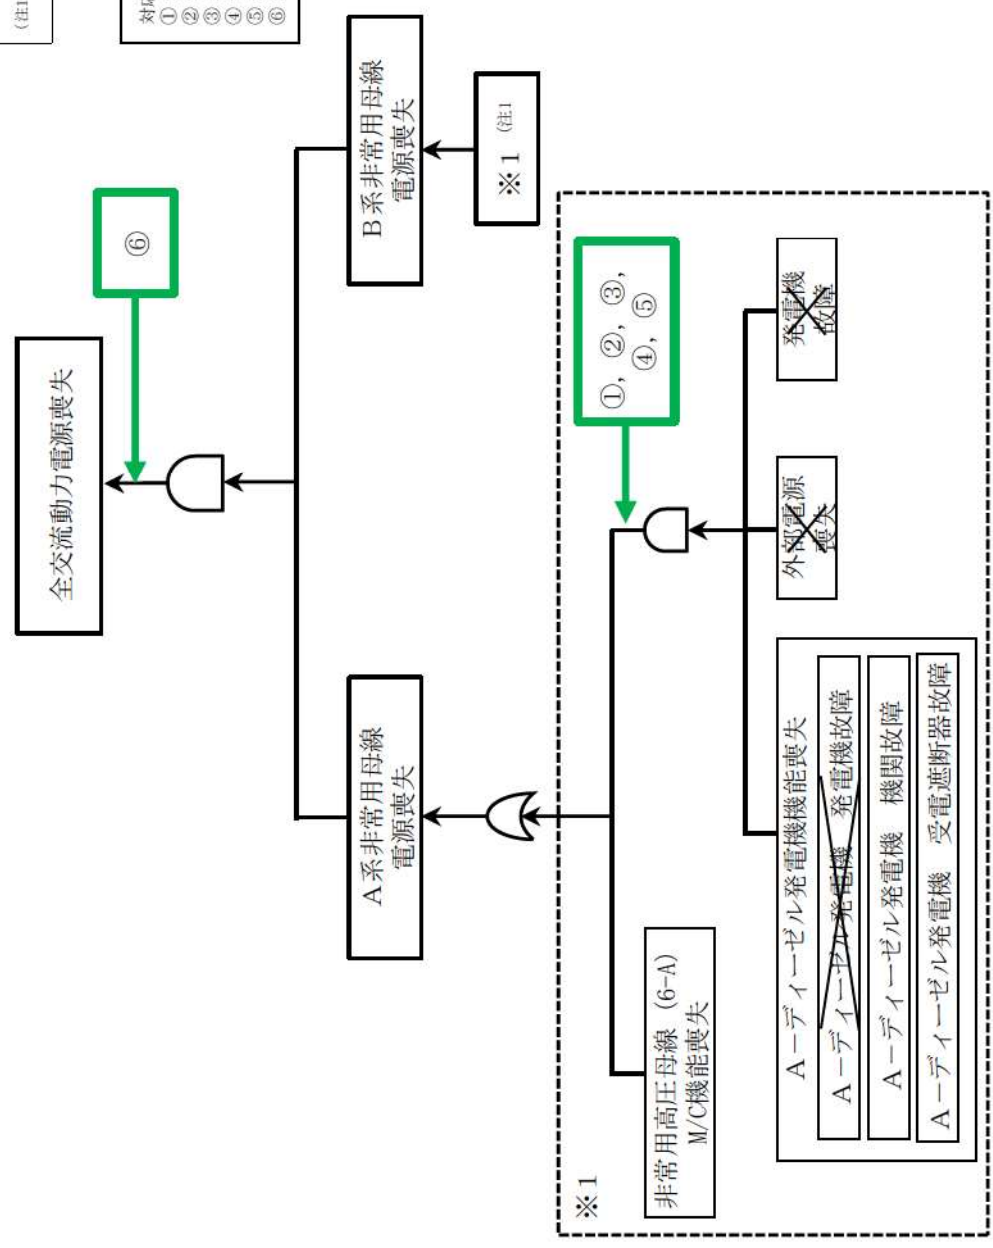 全交流動力電源喪失
⑥
A系非常用母線
電源喪失
B系非常用母線
電源喪失
※1 (注1
※1
非常用高圧母線 (6-A)
M/C機能喪失
①, ②, ③,
④, ⑤
A－ディーゼル発電機機能喪失
A－ディーゼル発電機　発電機故障
A－ディーゼル発電機　機関故障
A－ディーゼル発電機　受電遮断器故障
外部電源
喪失
発電機
故障
(注1
対応
①
②
③
④
⑤
⑥